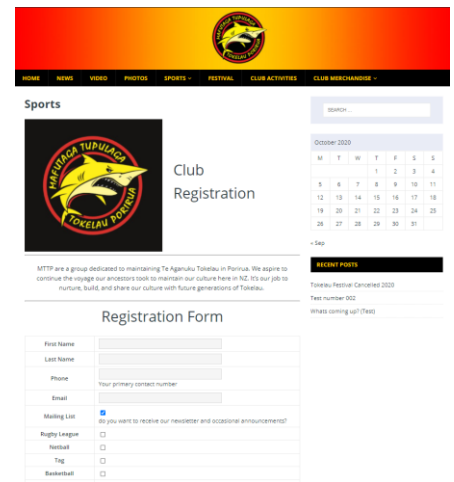 MAFUTAGA TUPULAGA
TOKELAU PORIRUA
HOME NEWS VIDEO PHOTOS SPORTS FESTIVAL CLUB ACTIVITIES CLUB MERCHANDISE
Sports
MAFUTAGA TUPULAGA
TOKELAU PORIRUA
Club
Registration
MTTP are a group dedicated to maintaining Te Aganuku Tokelau in Porirua. We aspire to
continue the voyage our ancestors took to maintain our culture here in NZ. It's our job to
nurture, build, and share our culture with future generations of Tokelau.
Registration Form
First Name
Last Name
Phone
Your primary contact number
Email
Mailing List
do you want to receive our newsletter and occasional announcements?
Rugby League
Netball
Tag
Basketball
SEARCH ...
October 2020
M T W T F S S
1 2 3 4
5 6 7 8 9 10 11
12 13 14 15 16 17 18
19 20 21 22 23 24 25
26 27 28 29 30 31
« Sep
RECENT POSTS
Tokelau Festival Cancelled 2020
Test number 002
Whats coming up? (Test)